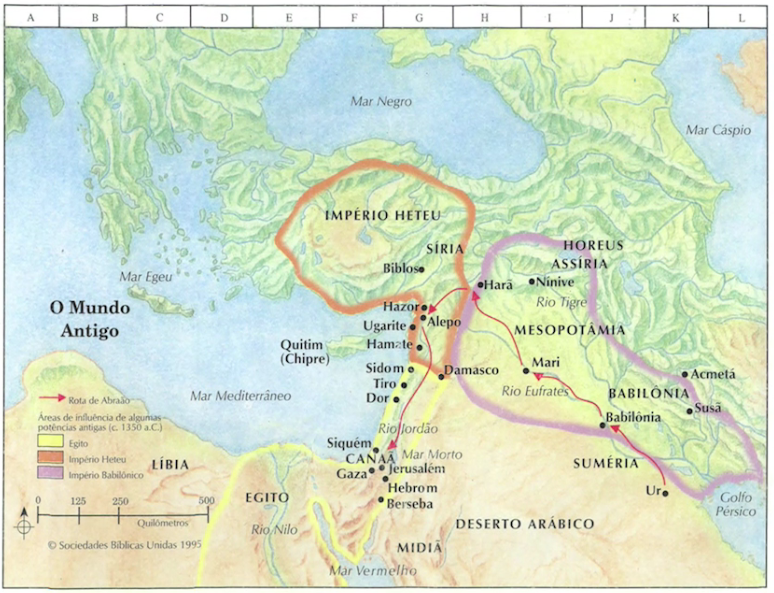 A B C D E F G H I J K L
Mar Negro
Mar Cáspio
IMPÉRIO HETEU
SÍRIA
HOREUS
ASSÍRIA
Biblos
Mar Egeu
Harã
Nínive
Rio Tigre
O Mundo
Antigo
Hazor
Alepo
Ugarite
MESOPOTÂMIA
Quitim
(Chipre)
Hamate
Sidom
Damasco
Mari
Acmetá
Tiro
Rio Eufrates
BABILÔNIA
Mar Mediterrâneo
Dor
Susã
Babilônia
Rota de Abraão
Áreas de influência de algumas
potências antigas (c. 1350 a.C.)
Egito
Império Heteu
Império Babilônico
Rio Jordão
Siquém
Mar Morto
CANAÃ
LÍBIA
Gaza
Jerusalém
SUMÉRIA
Hebrom
Ur
Golfo
Pérsico
0 125 250 500
Quilômetros
EGITO
Berseba
Rio Nilo
DESERTO ARÁBICO
© Sociedades Bíblicas Unidas 1995
MIDIÃ
Mar Vermelho